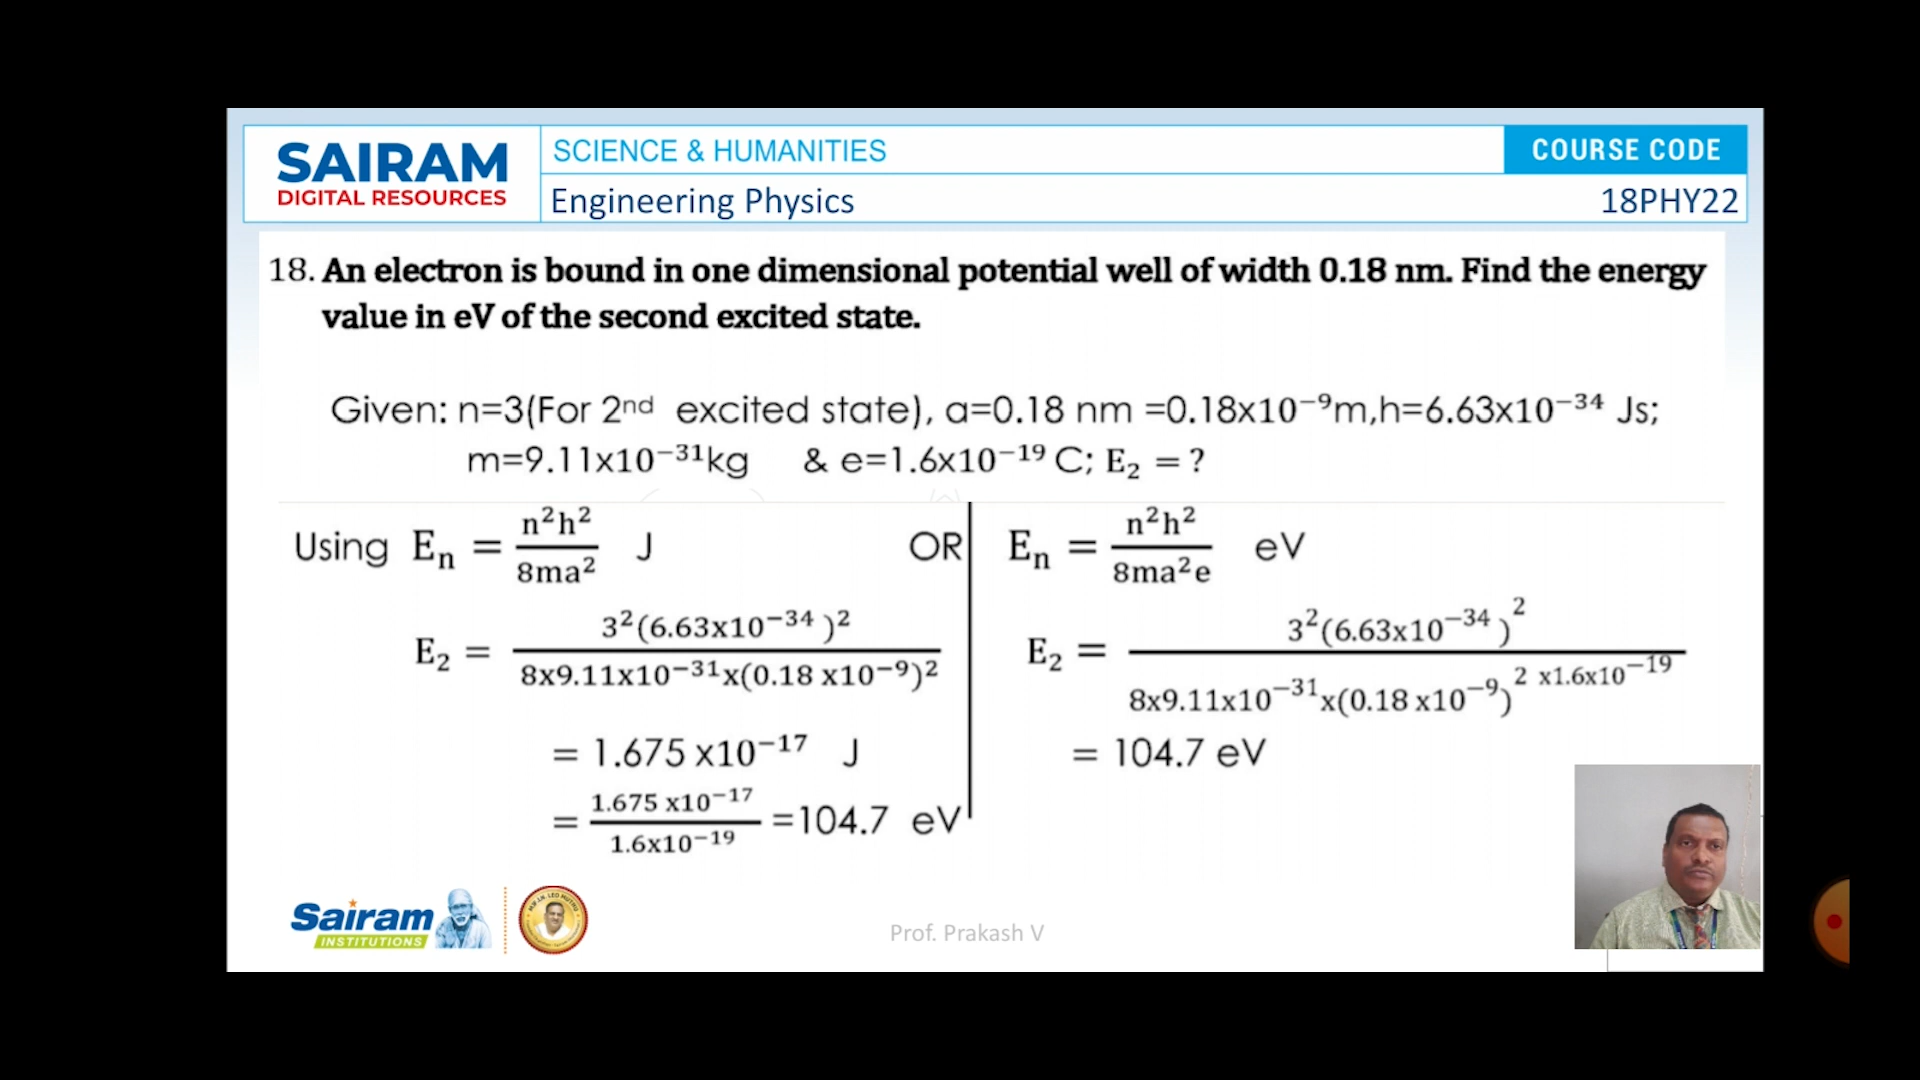 SAIRAM
DIGITAL RESOURCES
SCIENCE & HUMANITIES
COURSE CODE
Engineering Physics
18PHY22
18. An electron is bound in one dimensional potential well of width 0.18 nm. Find the energy
value in eV of the second excited state.
Given: n=3(For 2nd excited state), a=0.18 nm =0.18x10⁻⁹m,h=6.63x10⁻³⁴ Js;
m=9.11x10⁻³¹kg & e=1.6x10⁻¹⁹ C; E₂ = ?
Using Eₙ = n²h²/8ma² J OR
E₂ = 3²(6.63x10⁻³⁴ )²/8x9.11x10⁻³¹x(0.18 x10⁻⁹)²
= 1.675 x10⁻¹⁷ J
= 1.675 x10⁻¹⁷/1.6x10⁻¹⁹ =104.7 eV
Eₙ = n²h²/8ma²e eV
E₂ = 3²(6.63x10⁻³⁴ )²/8x9.11x10⁻³¹x(0.18 x10⁻⁹)² x1.6x10⁻¹⁹
= 104.7 eV
Sairam
INSTITUTIONS
Prof. Prakash V